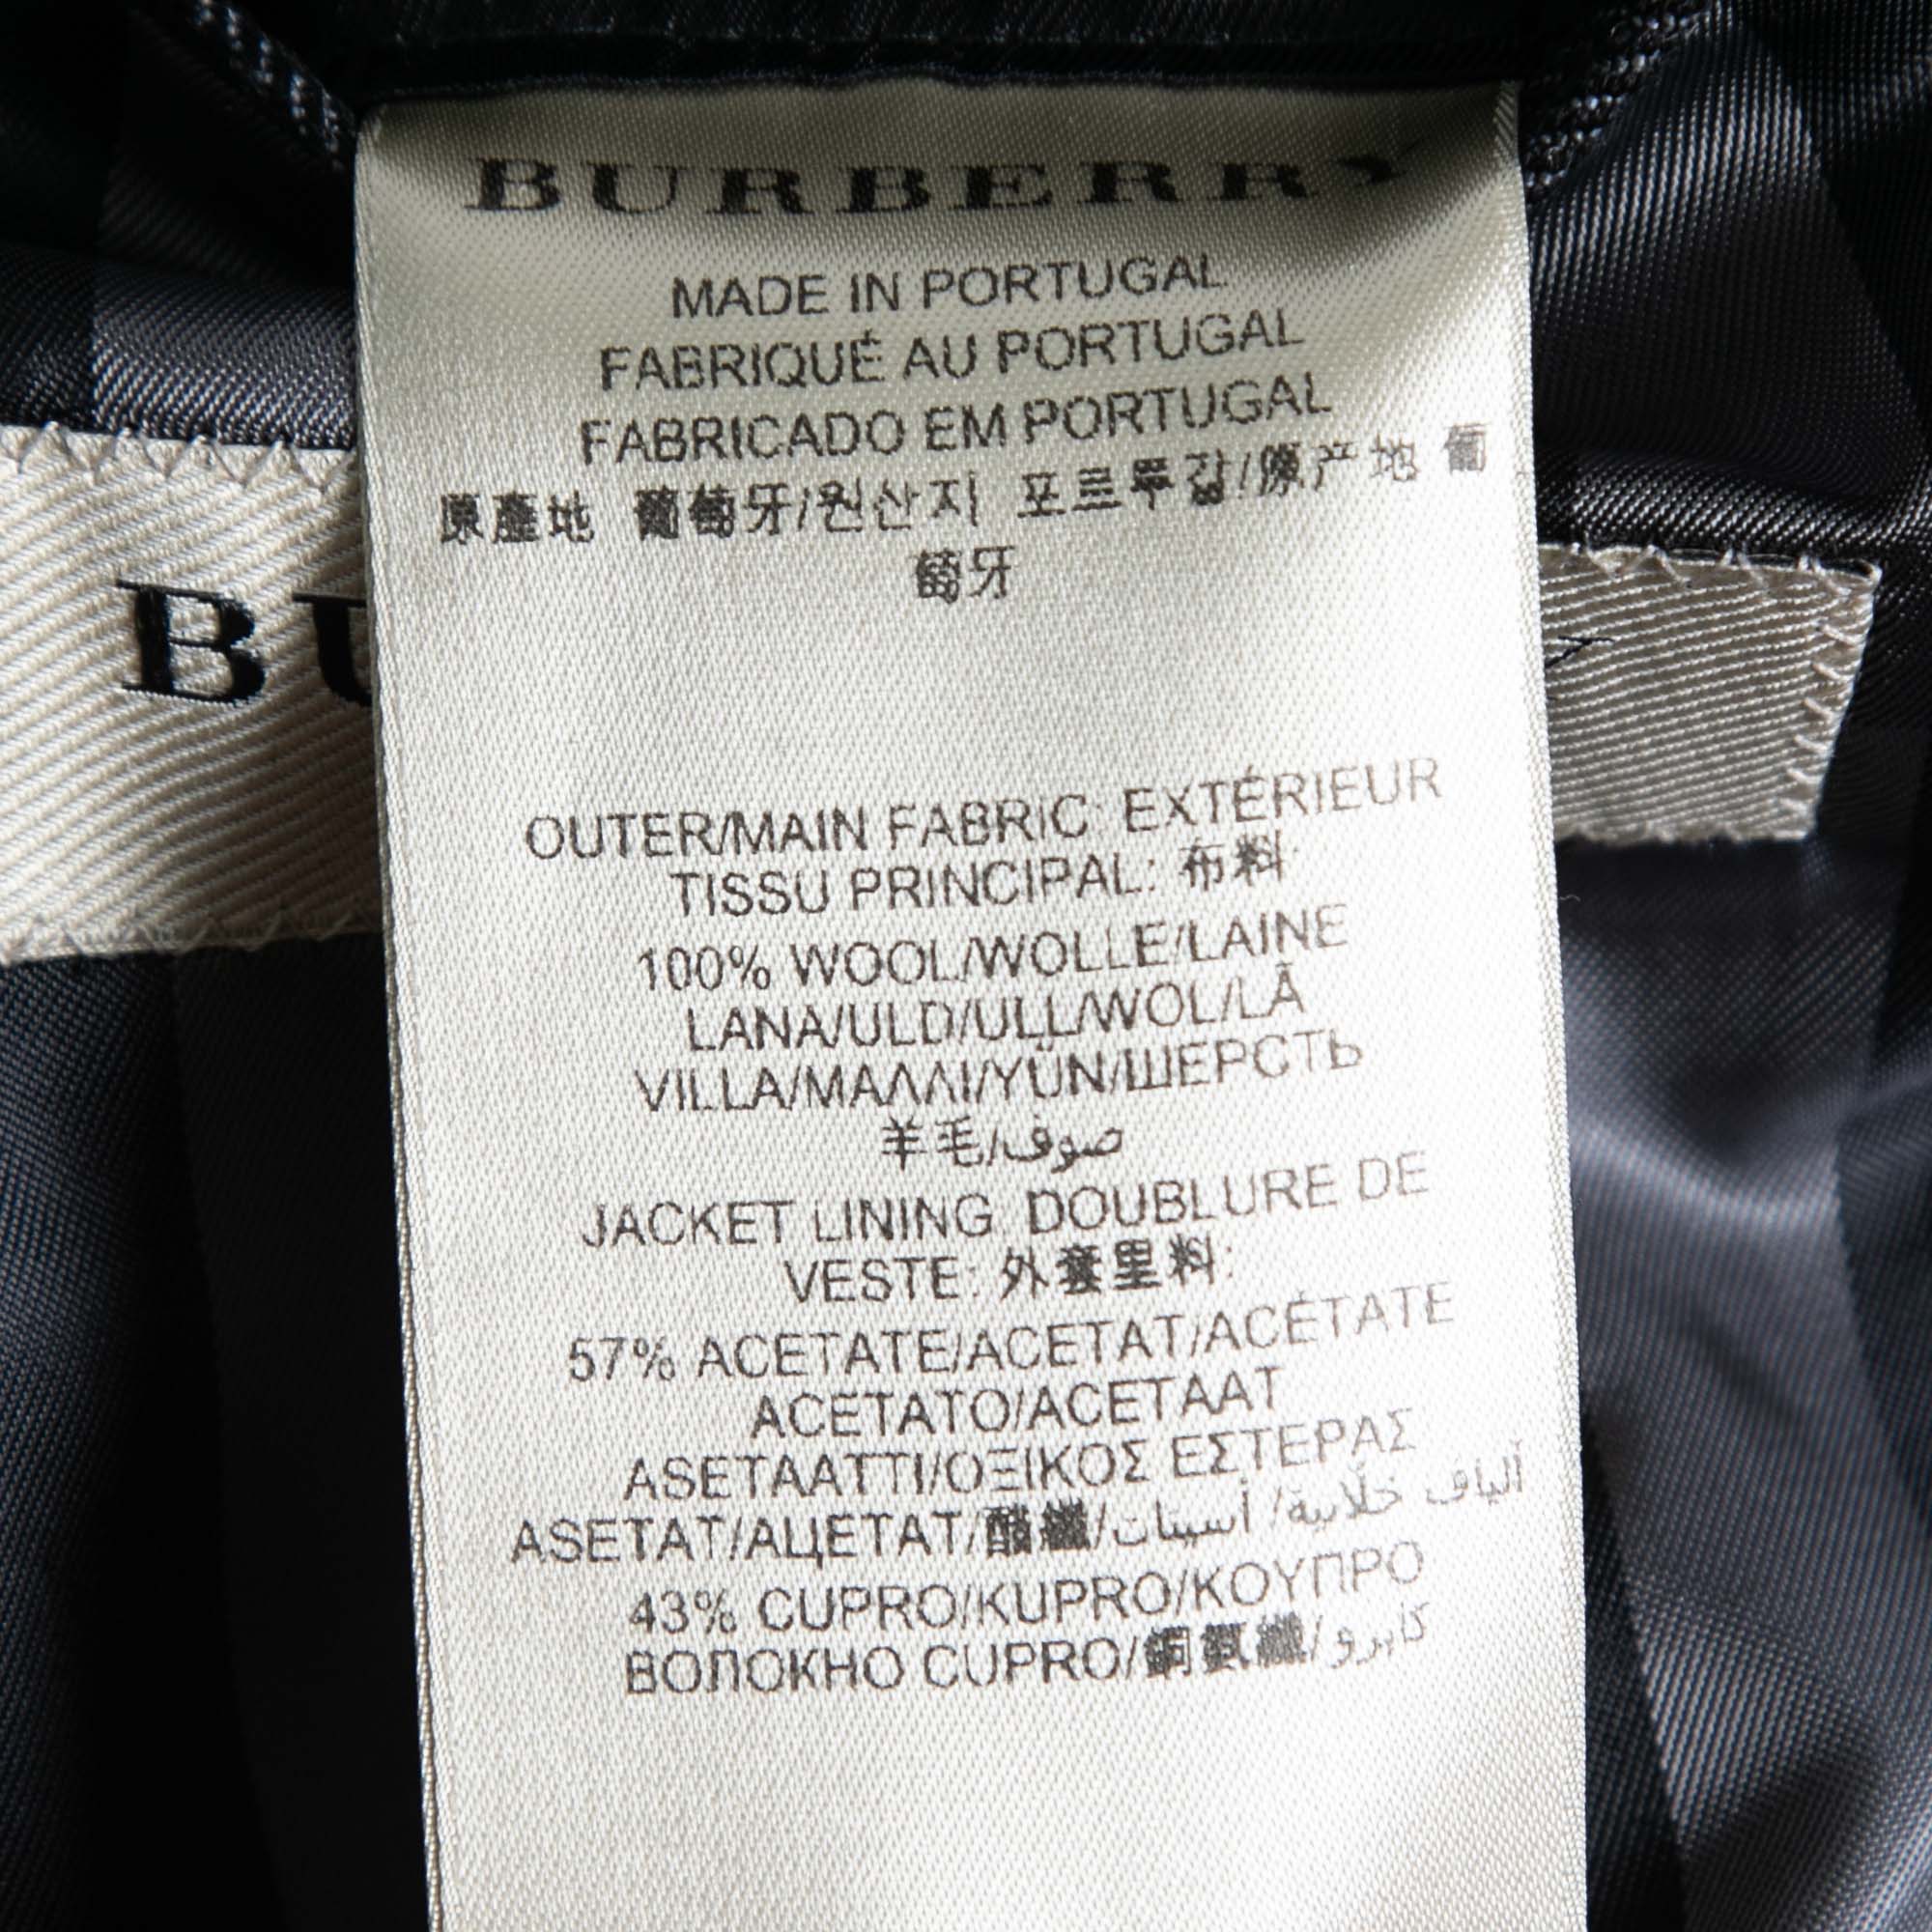 BURBERRY
MADE IN PORTUGAL
FABRIQUÉ AU PORTUGAL
FABRICADO EM PORTUGAL
原產地 葡萄牙/원산지 포르투갈/原产地 葡
萄牙
BU
Y
OUTER/MAIN FABRIC: EXTÉRIEUR
TISSU PRINCIPAL: 布料:
100% WOOL/WOLLE/LAINE
LANA/ULD/ULL/WOL/LÃ
VILLA/ΜΑΛΛΙ/YÜN/ШЕРСТЬ
羊毛/صوف
JACKET LINING: DOUBLURE DE
VESTE: 外套里料:
57% ACETATE/ACETAT/ACÉTATE
ACETATO/ACETAAT
ASETAATTI/ΟΞΙΚΟΣ ΕΣΤΕΡΑΣ
ASETAT/АЦЕТАТ/醋纖/ألياف خلّابية/ أسيتات
43% CUPRO/KUPRO/ΚΟΥΠΡΟ
ВОЛОКНО CUPRO/銅氨纖/كابرو